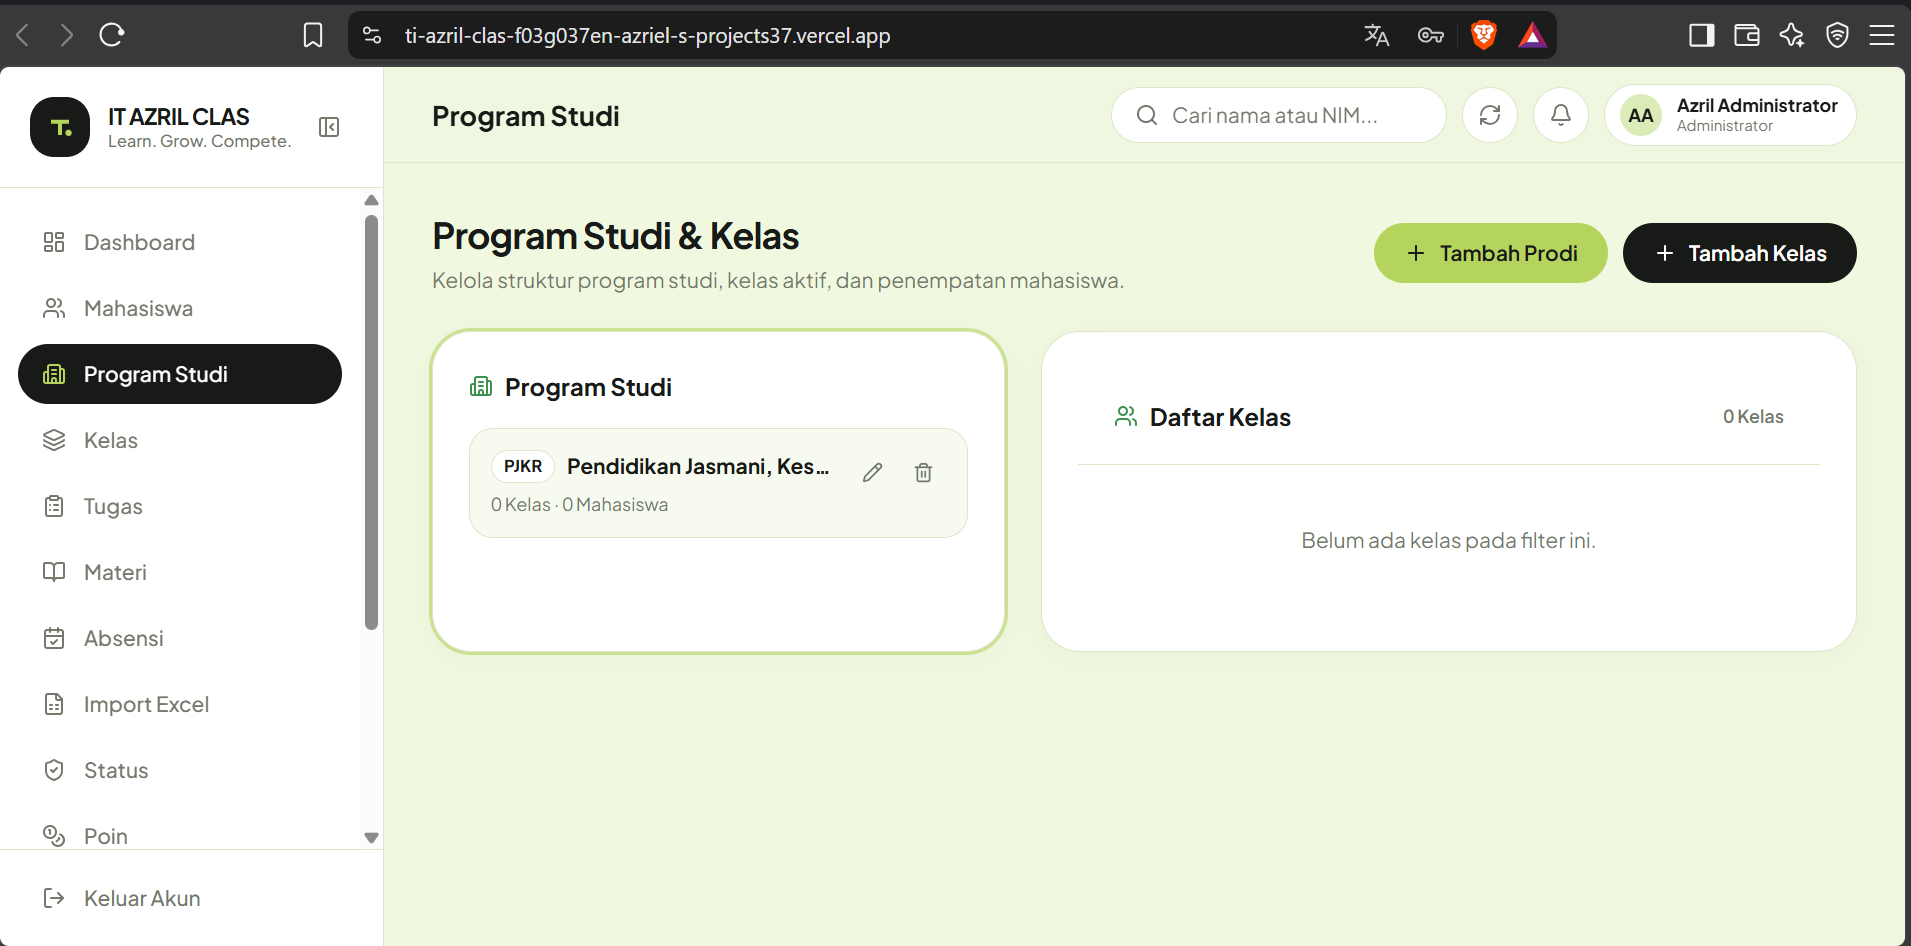 ti-azril-clas-f03g037en-azriel-s-projects37.vercel.app
T.
IT AZRIL CLAS
Learn. Grow. Compete.
Dashboard
Mahasiswa
Program Studi
Kelas
Tugas
Materi
Absensi
Import Excel
Status
Poin
Keluar Akun
Program Studi
Cari nama atau NIM...
AA
Azril Administrator
Administrator
Program Studi & Kelas
Kelola struktur program studi, kelas aktif, dan penempatan mahasiswa.
+ Tambah Prodi
+ Tambah Kelas
Program Studi
PJKR Pendidikan Jasmani, Kes...
0 Kelas · 0 Mahasiswa
Daftar Kelas
0 Kelas
Belum ada kelas pada filter ini.